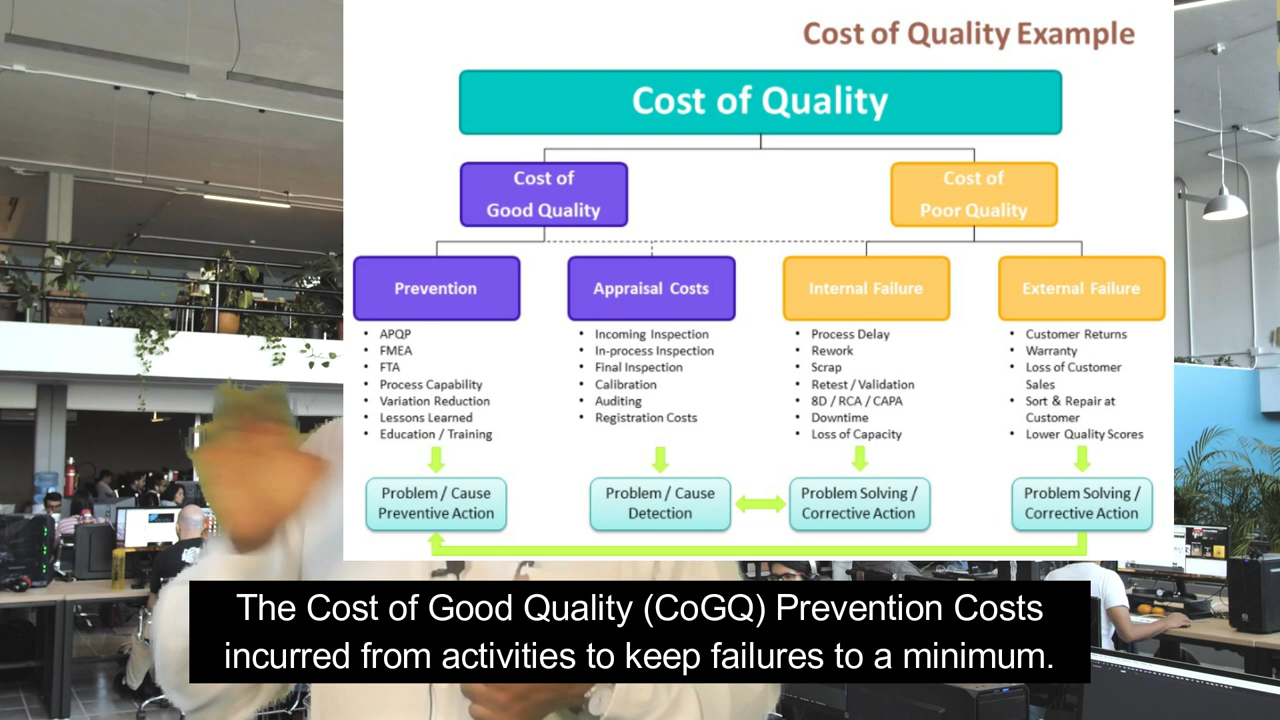 Cost of Quality Example
Cost of Quality
Cost of
Good Quality
Cost of
Poor Quality
Prevention
Appraisal Costs
Internal Failure
External Failure
• APQP
• FMEA
• FTA
• Process Capability
• Variation Reduction
• Lessons Learned
• Education / Training
• Incoming Inspection
• In-process Inspection
• Final Inspection
• Calibration
• Auditing
• Registration Costs
• Process Delay
• Rework
• Scrap
• Retest / Validation
• 8D / RCA / CAPA
• Downtime
• Loss of Capacity
• Customer Returns
• Warranty
• Loss of Customer
Sales
• Sort & Repair at
Customer
• Lower Quality Scores
Problem / Cause
Preventive Action
Problem / Cause
Detection
Problem Solving /
Corrective Action
Problem Solving /
Corrective Action
The Cost of Good Quality (CoGQ) Prevention Costs
incurred from activities to keep failures to a minimum.